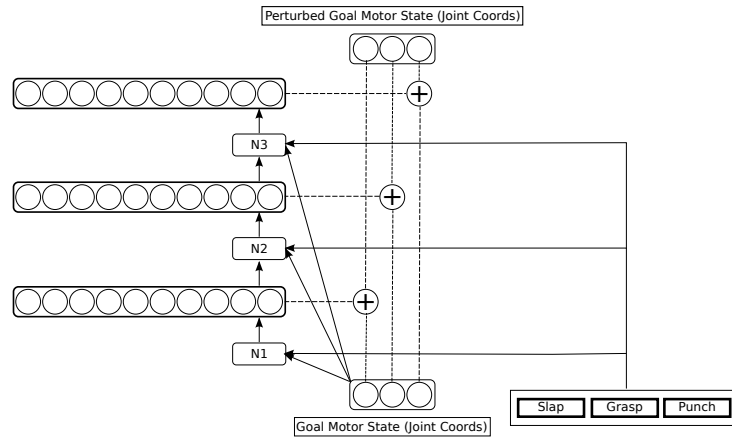 Perturbed Goal Motor State (Joint Coords)
+
N3
+
N2
+
N1
Slap Grasp Punch
Goal Motor State (Joint Coords)